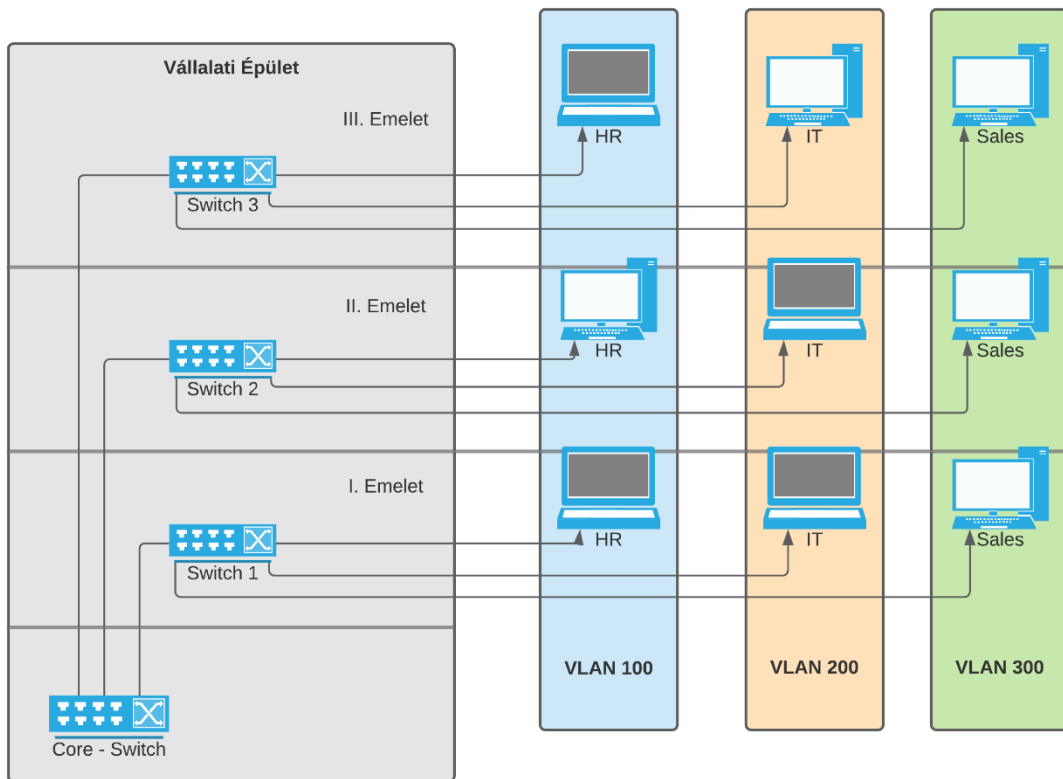 Vállalati Épület
III. Emelet
HR
IT
Sales
Switch 3
II. Emelet
HR
IT
Sales
Switch 2
I. Emelet
HR
IT
Sales
Switch 1
VLAN 100
VLAN 200
VLAN 300
Core - Switch